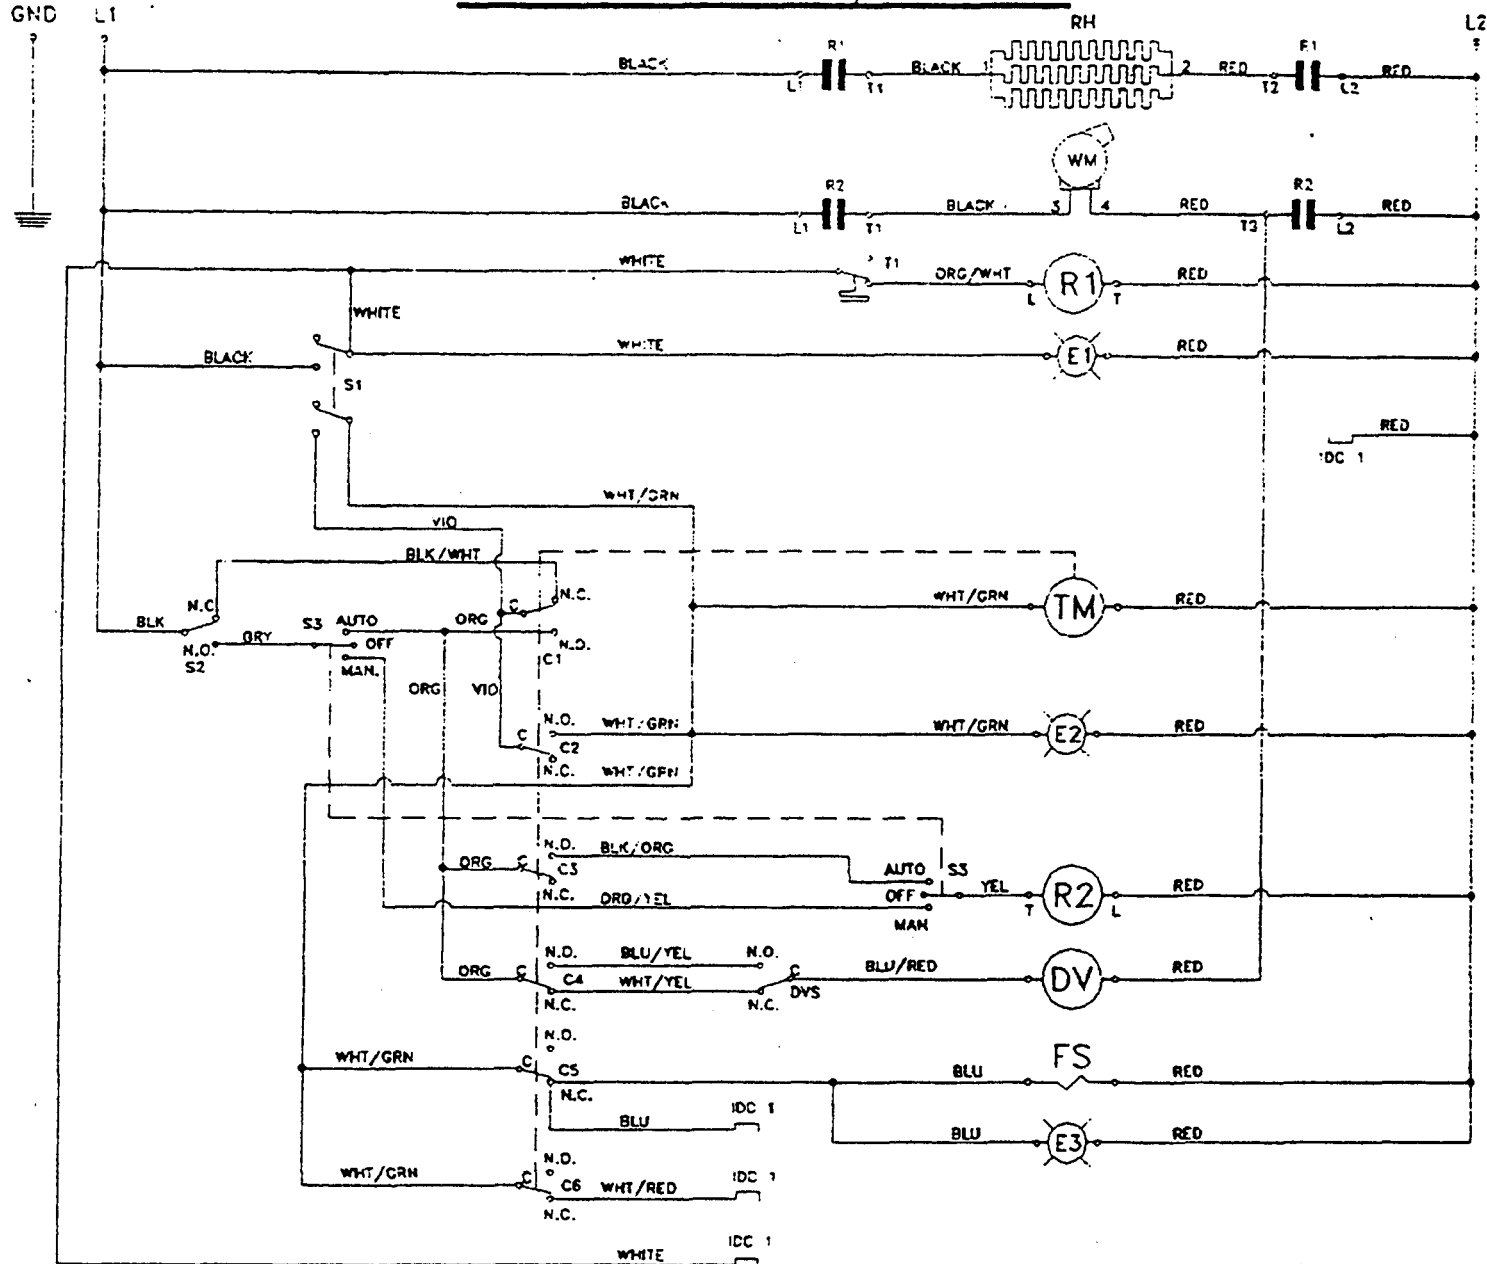 GND L1 RH L2
R1
BLACK 1 2 RED RED
L1 T1 BLACK T2 L2
WM
R2 R2
BLACK BLACK 3 4 RED RED
L1 T1 T3 L2
WHITE T1
ORG/WHT R1 RED
L T
WHITE
WHITE RED
BLACK E1
S1
RED
WHT/GRN
VIO
BLK/WHT
N.C. C N.C. WHT/GRN TM RED
BLK S3 AUTO ORG
GRY OFF
N.O. N.O.
S2 MAN. C1
ORG VIO
N.O. WHT/GRN WHT/GRN RED
C C2 E2
N.C. WHT/GRN
N.O. BLK/ORG
ORG C C3 AUTO S3
N.C. ORG/YEL OFF YEL R2 RED
T L
MAN
N.O. BLU/YEL N.O.
ORG C C4 WHT/YEL C BLU/RED DV RED
N.C. N.C. DVS
N.O.
WHT/GRN C FS
C5 BLU RED
N.C.
BLU IDC 1 BLU E3 RED
N.O.
WHT/GRN C C6 WHT/RED IDC 1
N.C.
WHITE IDC 1